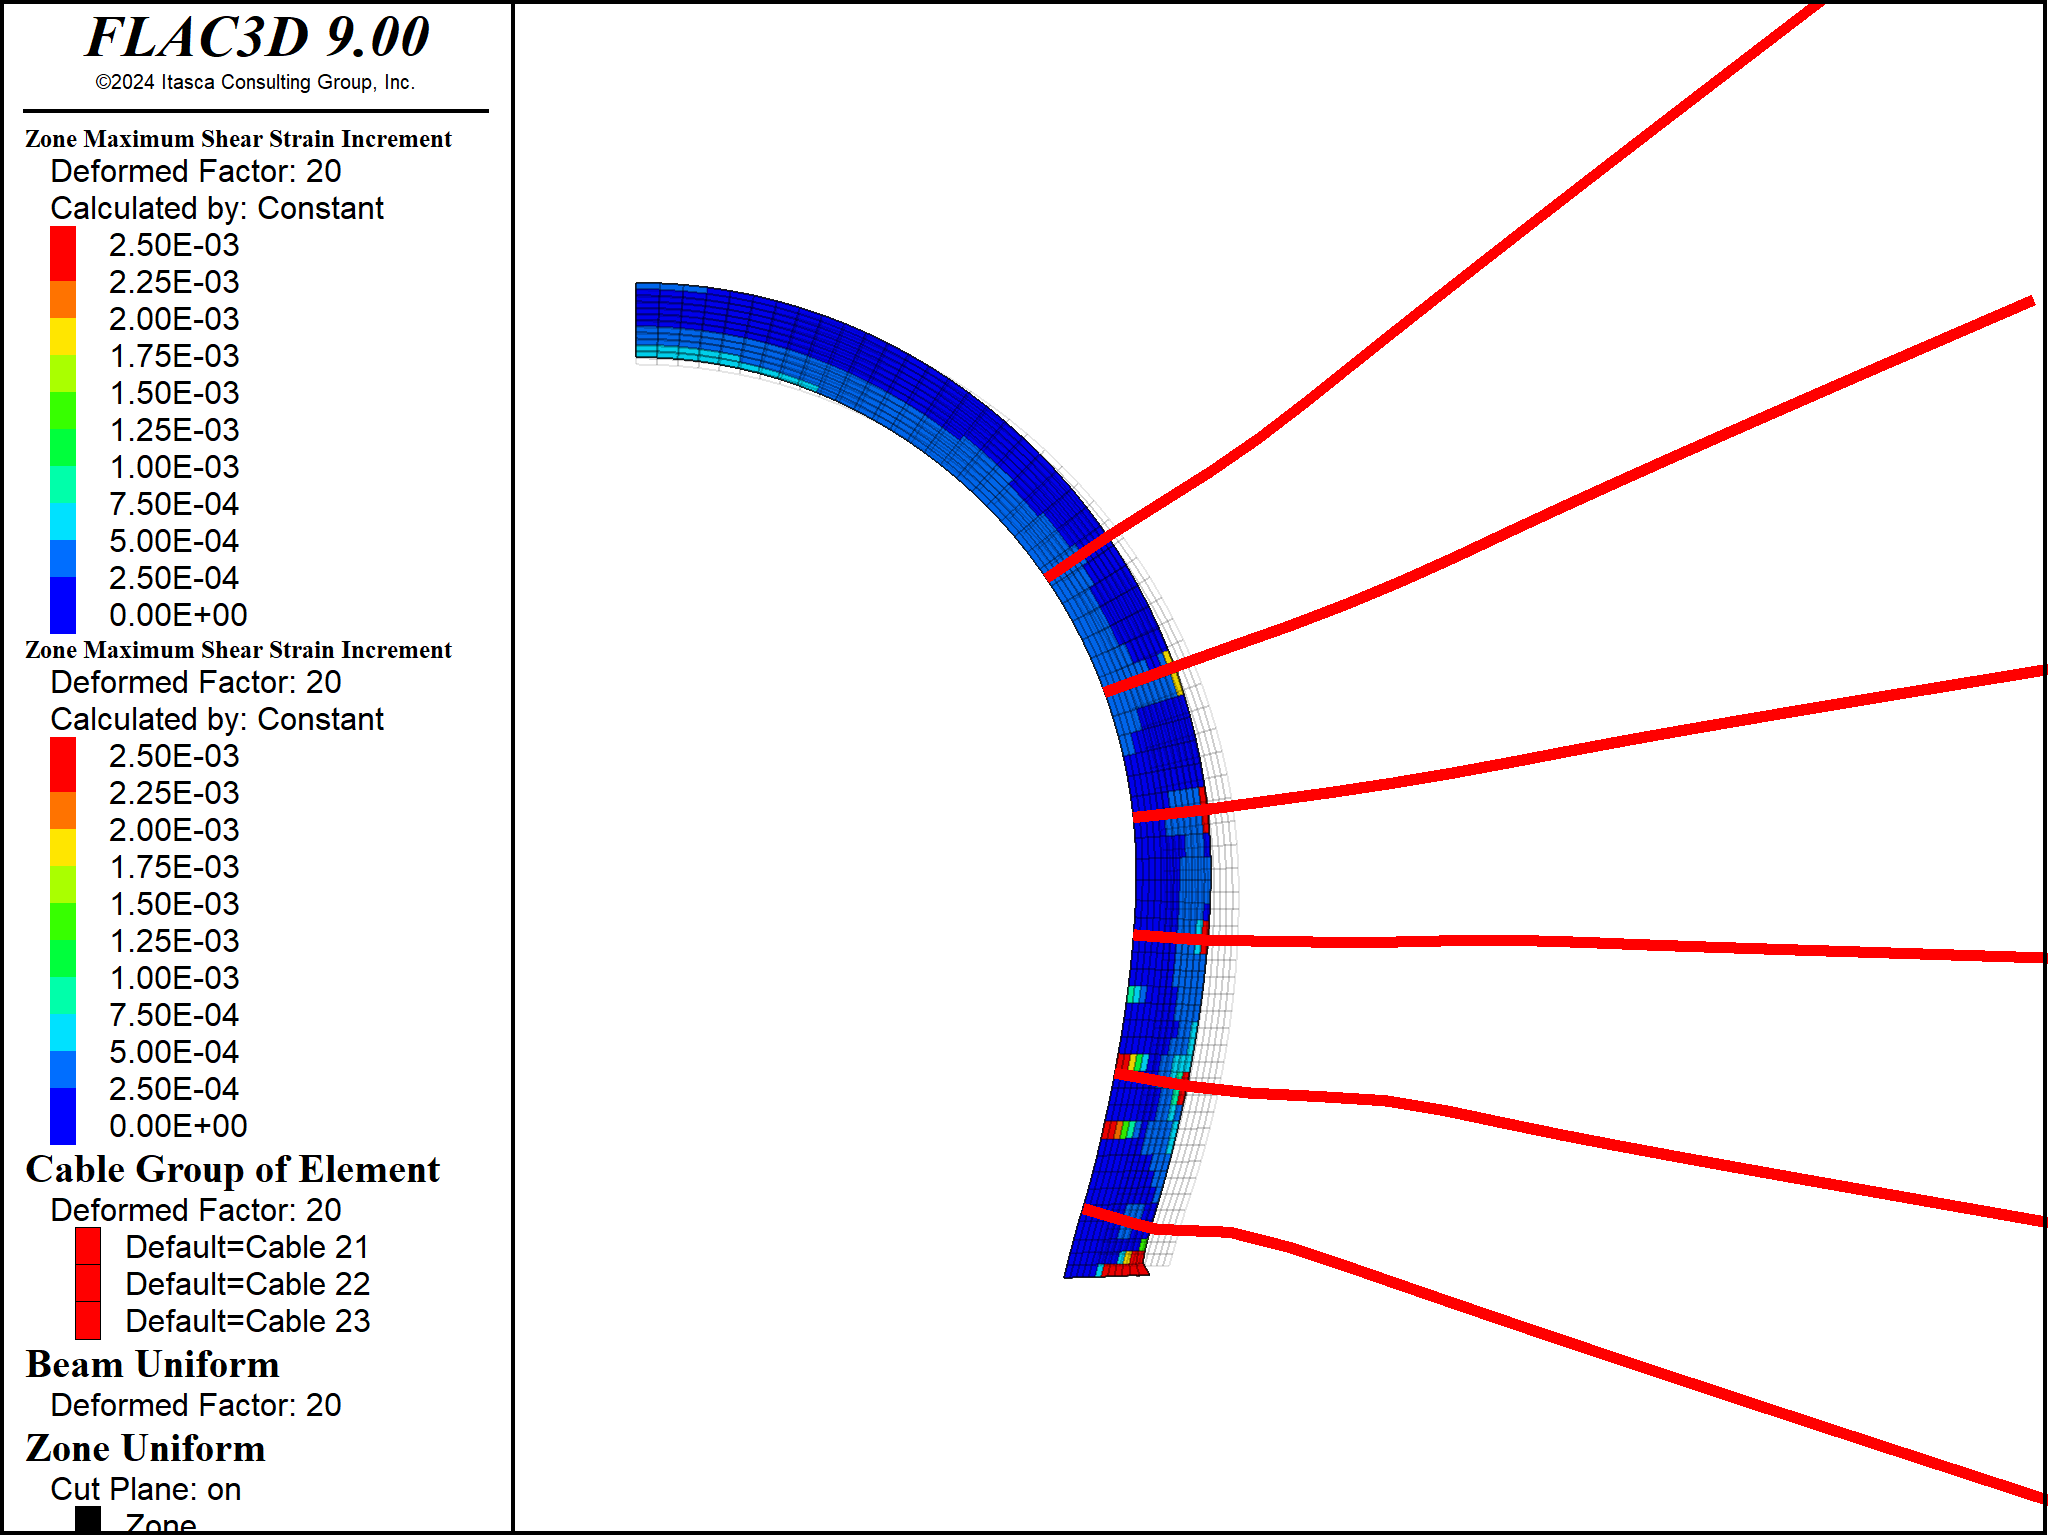 FLAC3D 9.00
©2024 Itasca Consulting Group, Inc.
Zone Maximum Shear Strain Increment
Deformed Factor: 20
Calculated by: Constant
2.50E-03
2.25E-03
2.00E-03
1.75E-03
1.50E-03
1.25E-03
1.00E-03
7.50E-04
5.00E-04
2.50E-04
0.00E+00
Zone Maximum Shear Strain Increment
Deformed Factor: 20
Calculated by: Constant
2.50E-03
2.25E-03
2.00E-03
1.75E-03
1.50E-03
1.25E-03
1.00E-03
7.50E-04
5.00E-04
2.50E-04
0.00E+00
Cable Group of Element
Deformed Factor: 20
Default=Cable 21
Default=Cable 22
Default=Cable 23
Beam Uniform
Deformed Factor: 20
Zone Uniform
Cut Plane: on
Zone